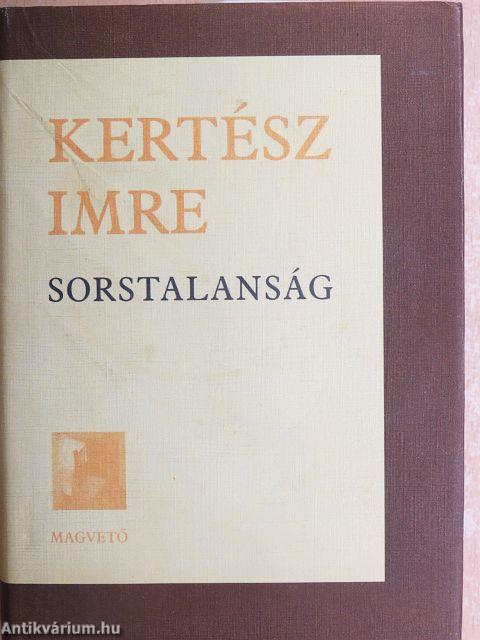 KERTÉSZ
IMRE
SORSTALANSÁG
MAGVETŐ
Antikvárium.hu